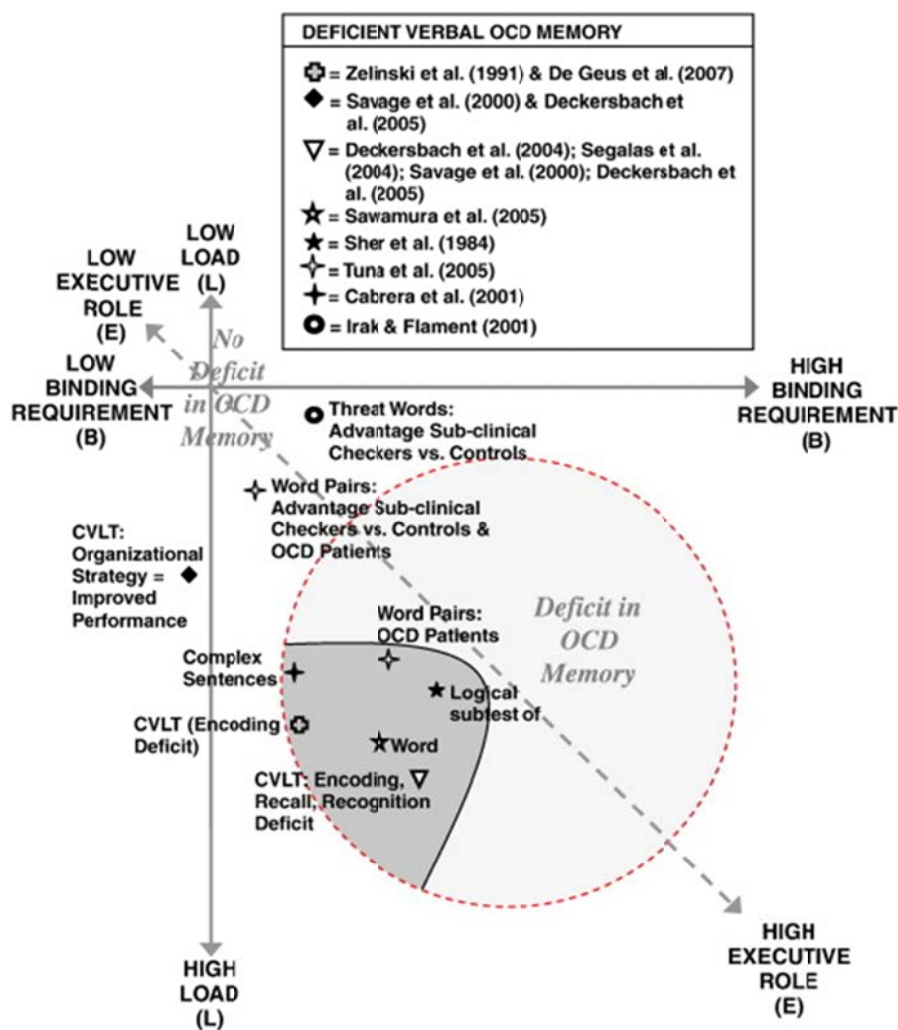 DEFICIENT VERBAL OCD MEMORY
= Zelinski et al. (1991) & De Geus et al. (2007)
= Savage et al. (2000) & Deckersbach
et al. (2005)
= Deckersbach et al. (2004); Segalas et al.
(2004); Savage et al. (2000); Deckersbach
et al. (2005)
= Sawamura et al. (2005)
= Sher et al. (1984)
= Tuna et al. (2005)
= Cabrera et al. (2001)
= Irak & Flament (2001)
LOW
LOAD
(L)
LOW
EXECUTIVE
ROLE
(E)
No
Deficit
in OCD
Memory
LOW
BINDING
REQUIREMENT
(B)
HIGH
BINDING
REQUIREMENT
(B)
Threat Words:
Advantage Sub-clinical
Checkers vs. Controls
Word Pairs:
Advantage Sub-clinical
Checkers vs. Controls &
OCD Patients
CVLT:
Organizational
Strategy =
Improved
Performance
Deficit in
OCD
Memory
Word Pairs:
OCD Patients
Complex
Sentences
Logical
subtest of
CVLT (Encoding
Deficit)
Word
CVLT: Encoding,
Recall, Recognition
Deficit
HIGH
LOAD
(L)
HIGH
EXECUTIVE
ROLE
(E)